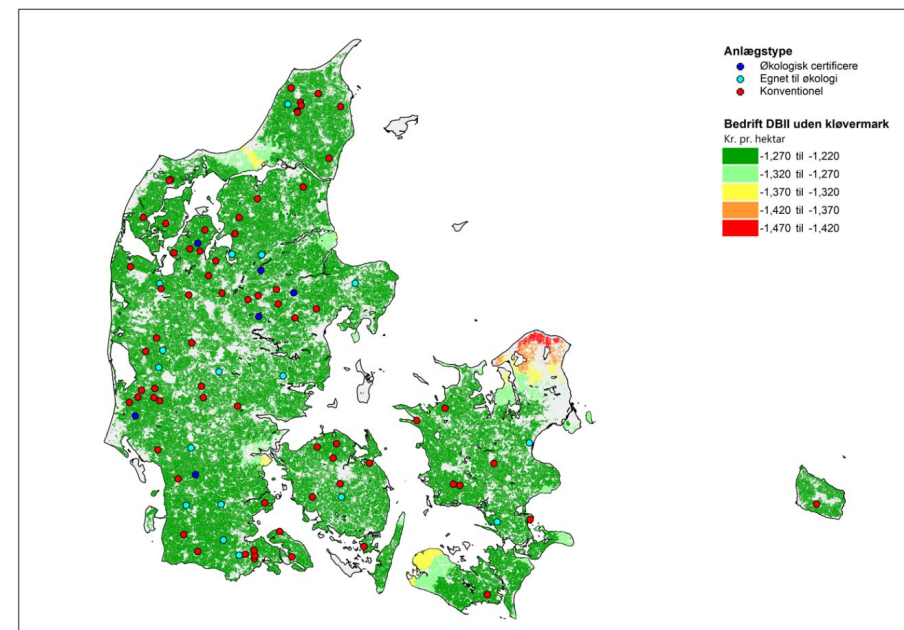 Anlægstype
Økologisk certificere
Egnet til økologi
Konventionel
Bedrift DBII uden kløvermark
Kr. pr. hektar
-1,270 til -1,220
-1,320 til -1,270
-1,370 til -1,320
-1,420 til -1,370
-1,470 til -1,420